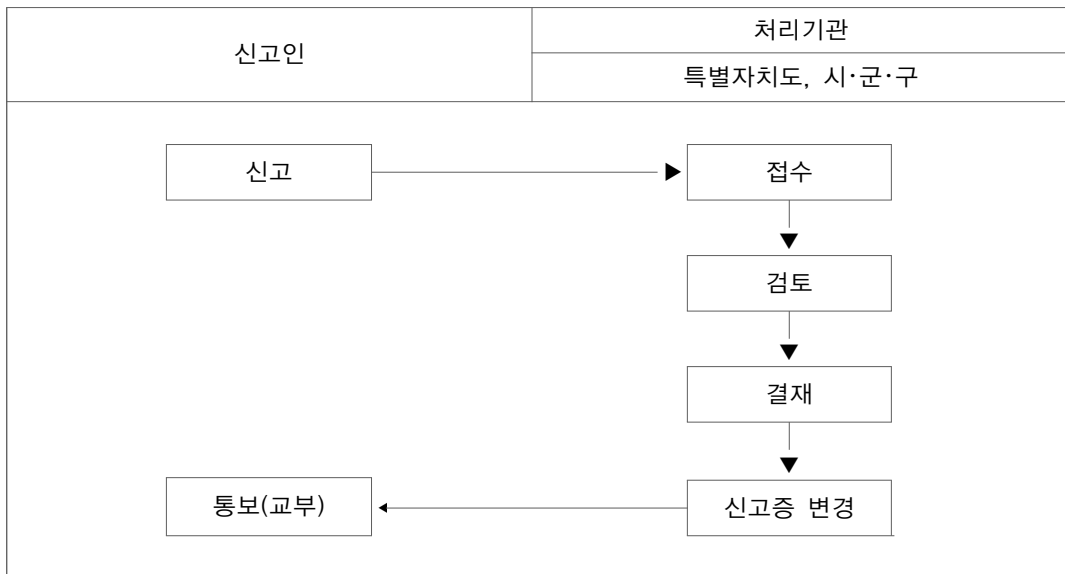 신고인
처리기관
특별자치도, 시·군·구
신고
접수
검토
결재
통보(교부)
신고증 변경